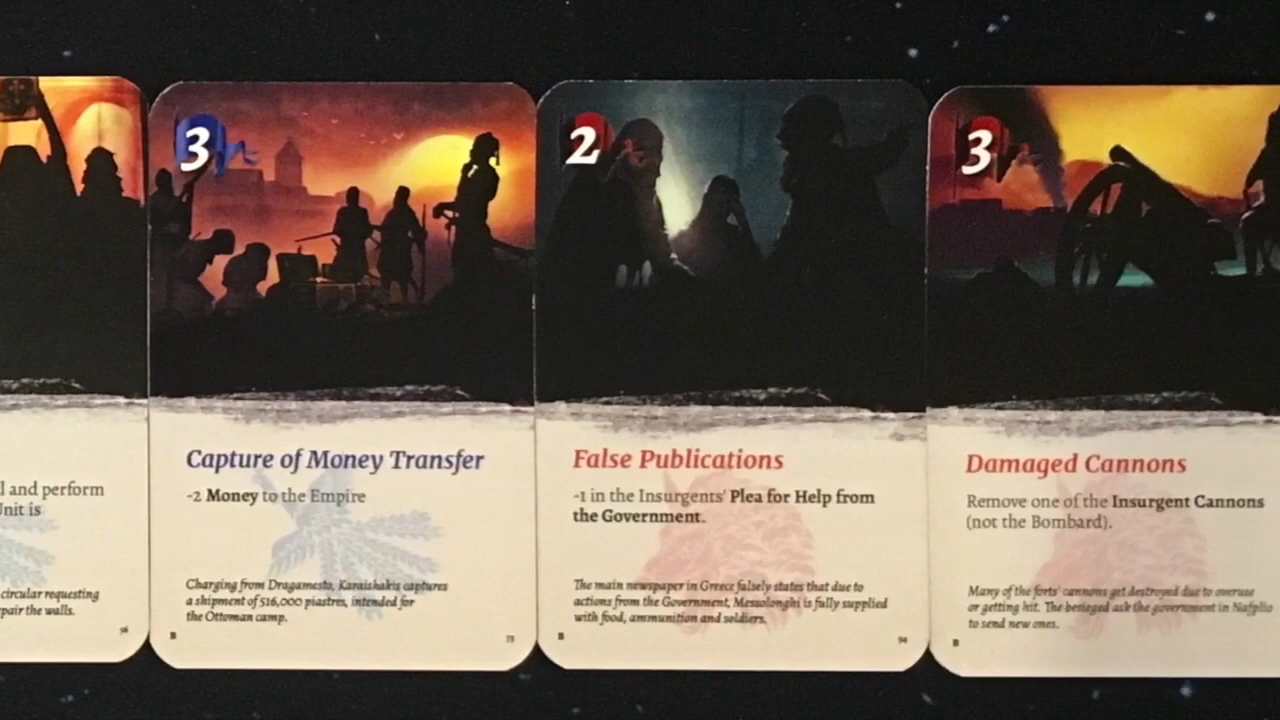 l and perform
Unit is
circular requesting
pair the walls.
3
Capture of Money Transfer
-2 Money to the Empire
Charging from Dragamesto, Karaishakis captures
a shipment of 516,000 piastres, intended for
the Ottoman camp.
B
73
2
False Publications
-1 in the Insurgents' Plea for Help from
the Government.
The main newspaper in Greece falsely states that due to
actions from the Government, Messolonghi is fully supplied
with food, ammunition and soldiers.
B
94
3
Damaged Cannons
Remove one of the Insurgent Cannons
(not the Bombard).
Many of the forts' cannons get destroyed due to overuse
or getting hit. The besieged ask the government in Nafplio
to send new ones.
B